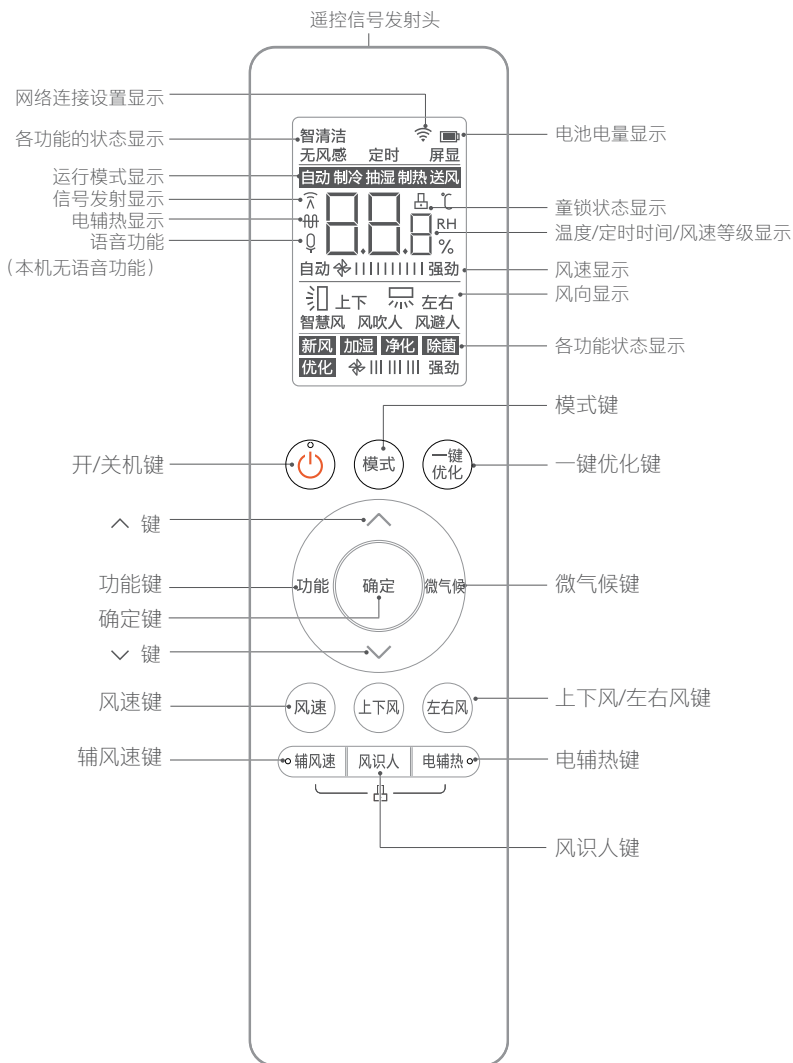 遥控信号发射头
网络连接设置显示
各功能的状态显示
运行模式显示
信号发射显示
电辅热显示
语音功能
（本机无语音功能）
智清洁
无风感 定时 屏显
自动 制冷 抽湿 制热 送风
℃
88.8
RH
%
自动 强劲
上下 左右
智慧风 风吹人 风避人
新风 加湿 净化 除菌
优化 强劲
电池电量显示
童锁状态显示
温度/定时时间/风速等级显示
风速显示
风向显示
各功能状态显示
模式键
开/关机键
模式
一键
优化
一键优化键
键
功能键
功能
确定
微气候
微气候键
确定键
键
风速键
风速
上下风
左右风
上下风/左右风键
辅风速键
辅风速
风识人
电辅热
电辅热键
风识人键